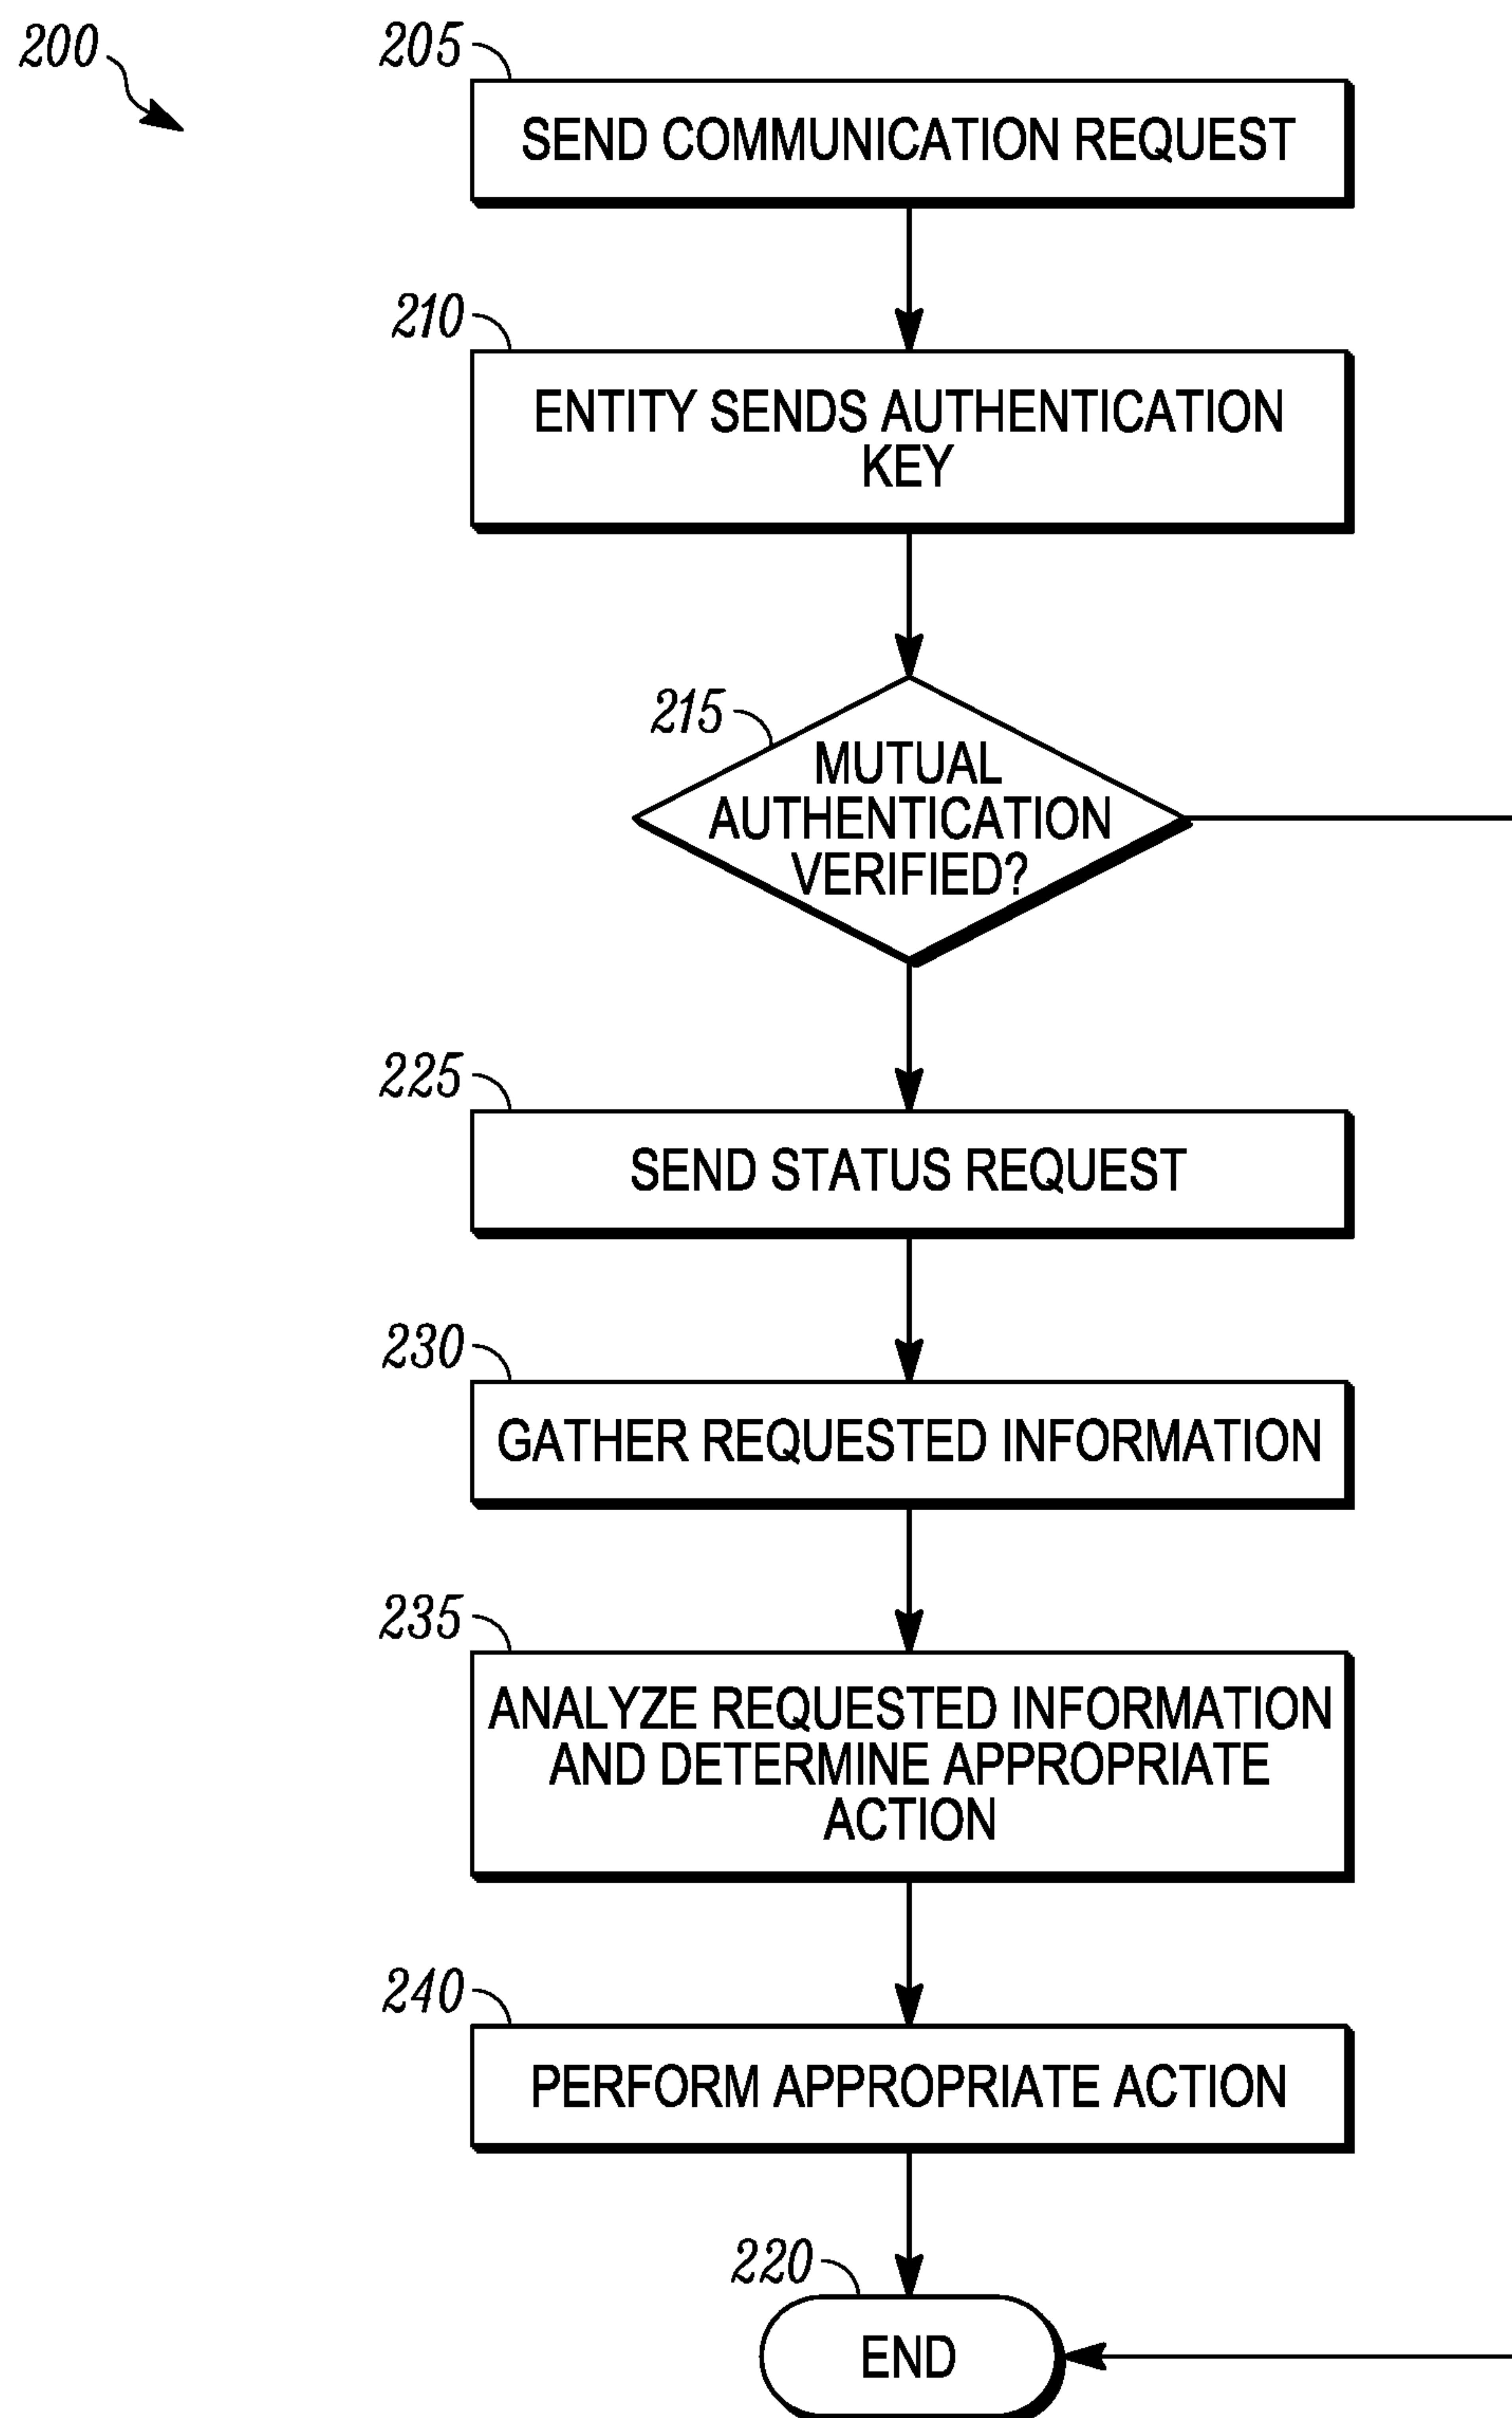 200
205
SEND COMMUNICATION REQUEST
210
ENTITY SENDS AUTHENTICATION
KEY
215
MUTUAL
AUTHENTICATION
VERIFIED?
225
SEND STATUS REQUEST
230
GATHER REQUESTED INFORMATION
235
ANALYZE REQUESTED INFORMATION
AND DETERMINE APPROPRIATE
ACTION
240
PERFORM APPROPRIATE ACTION
220
END